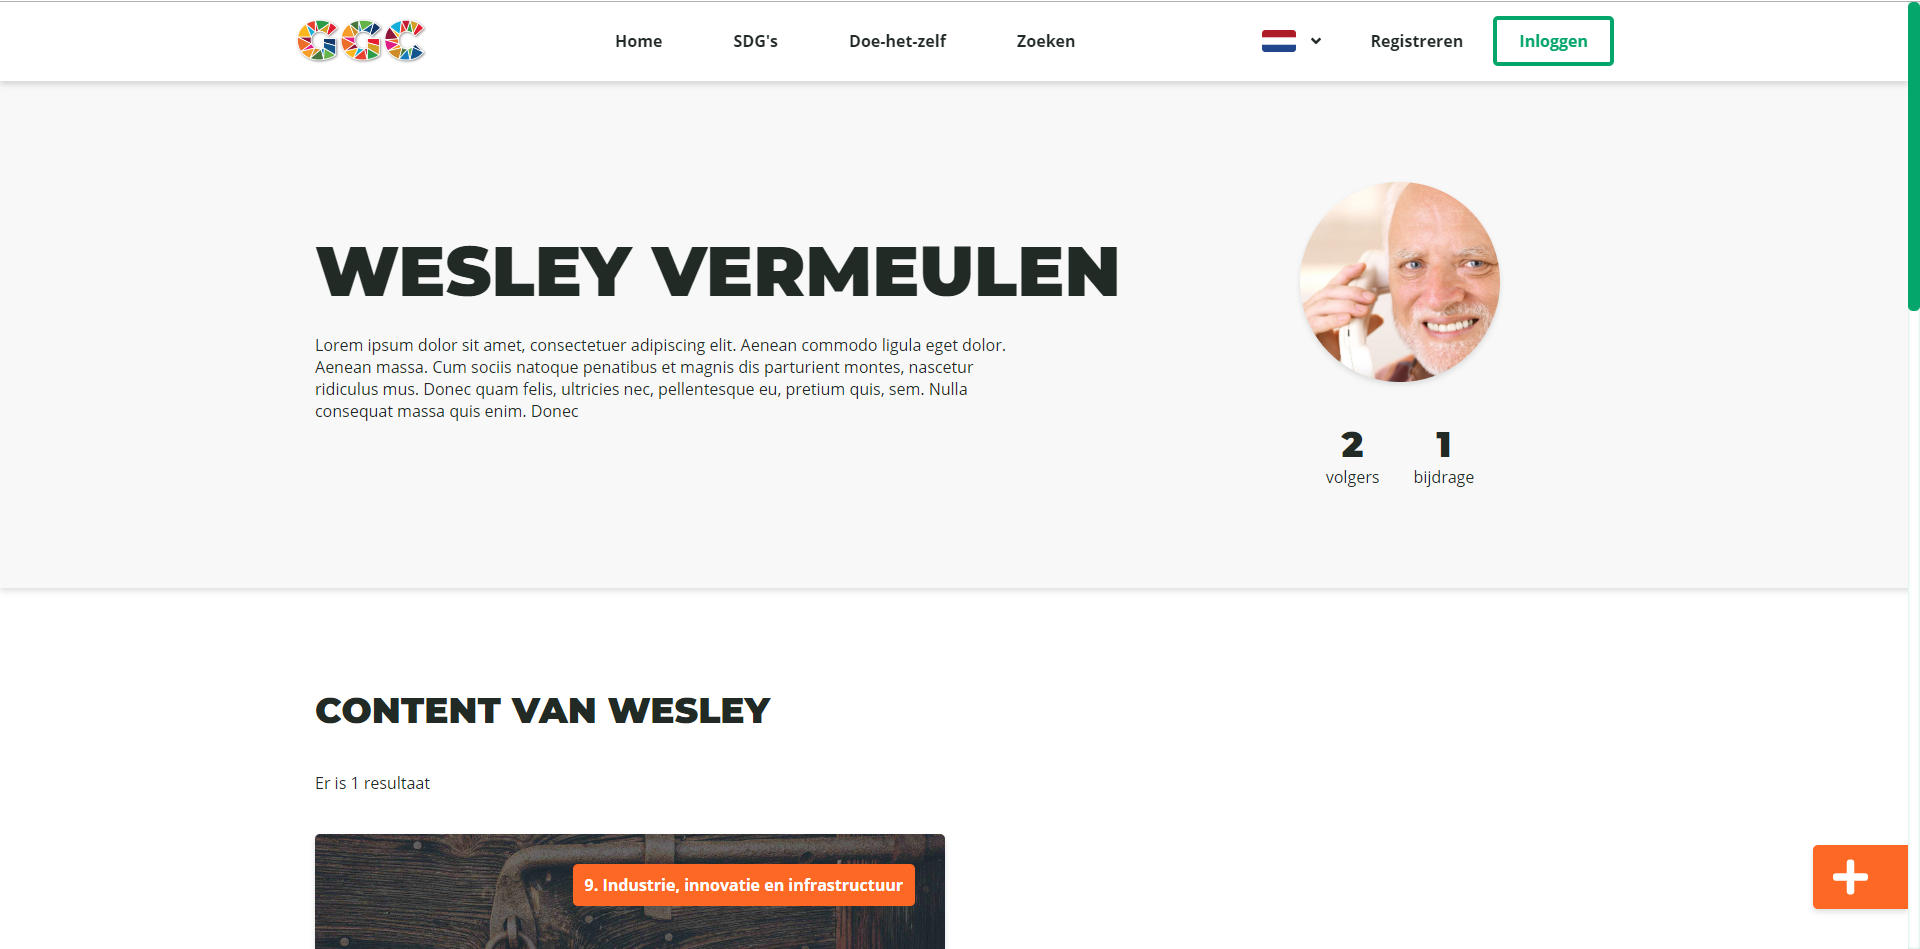 GGC
Home
SDG's
Doe-het-zelf
Zoeken
Registreren
Inloggen
WESLEY VERMEULEN
Lorem ipsum dolor sit amet, consectetuer adipiscing elit. Aenean commodo ligula eget dolor.
Aenean massa. Cum sociis natoque penatibus et magnis dis parturient montes, nascetur
ridiculus mus. Donec quam felis, ultricies nec, pellentesque eu, pretium quis, sem. Nulla
consequat massa quis enim. Donec
2
volgers
1
bijdrage
CONTENT VAN WESLEY
Er is 1 resultaat
9. Industrie, innovatie en infrastructuur